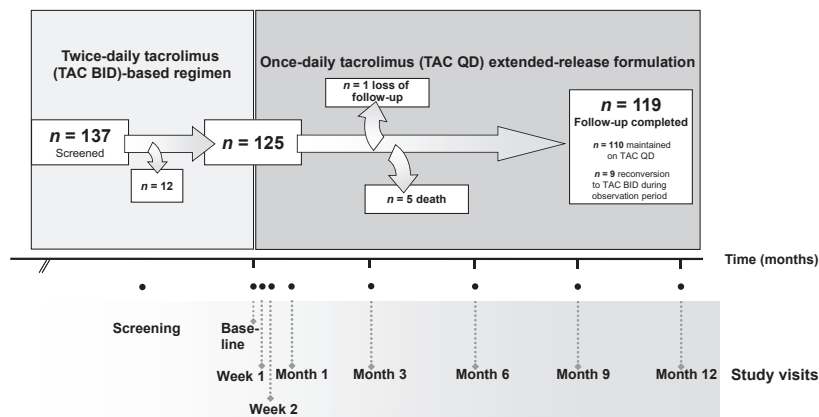 Twice-daily tacrolimus
(TAC BID)-based regimen
Once-daily tacrolimus (TAC QD) extended-release formulation
n = 1 loss of
follow-up
n = 137
Screened
n = 125
n = 12
n = 5 death
n = 119
Follow-up completed
n = 110 maintained
on TAC QD
n = 9 reconversion
to TAC BID during
observation period
Time (months)
Screening
Base-
line
Week 1
Month 1
Month 3
Month 6
Month 9
Month 12
Study visits
Week 2